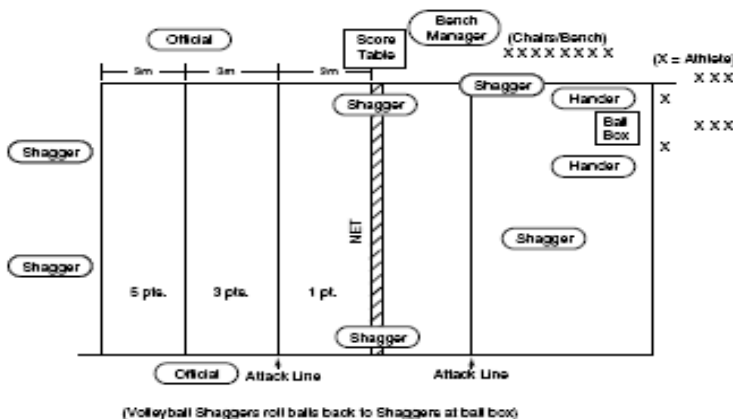 Official
Score
Table
Bench
Manager
(Chairs/Bench)
X X X X X X X X
(X = Athlete)
X X X
3m
3m
3m
Shagger
Shagger
Hander
X
Ball
Box
X X X
X
Hander
Shagger
Shagger
NET
Shagger
5 pts.
3 pts.
1 pt.
Shagger
Official
Attack Line
Attack Line
(Volleyball Shaggers roll balls back to Shaggers at ball box)